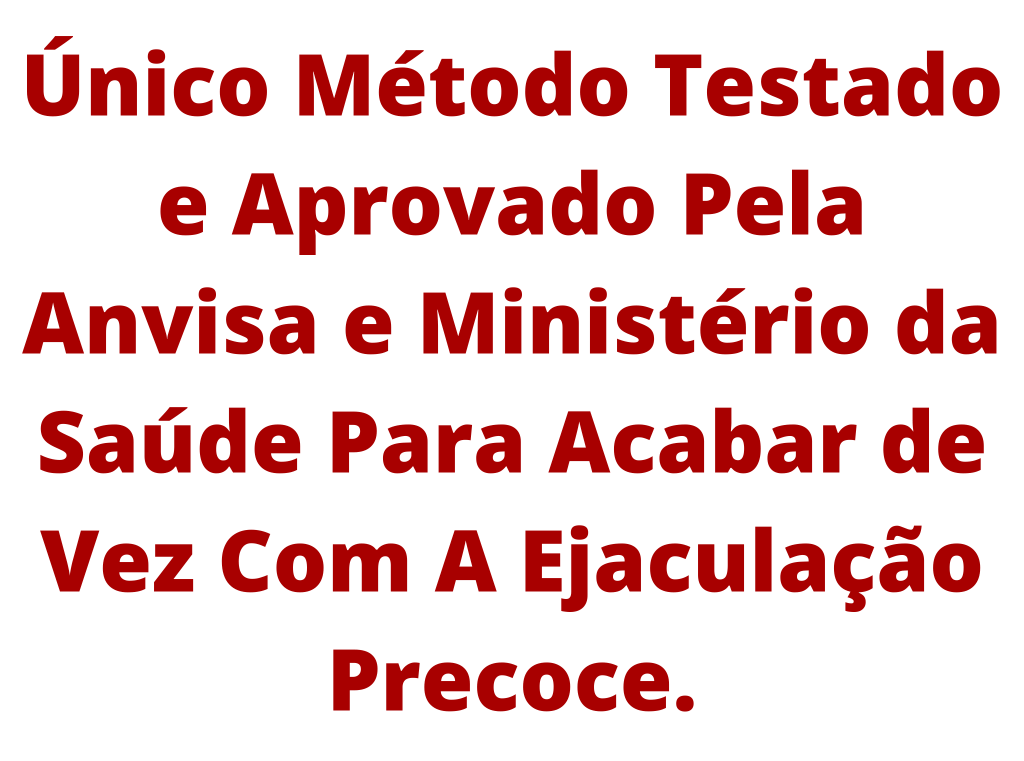 Único Método Testado
e Aprovado Pela
Anvisa e Ministério da
Saúde Para Acabar de
Vez Com A Ejaculação
Precoce.